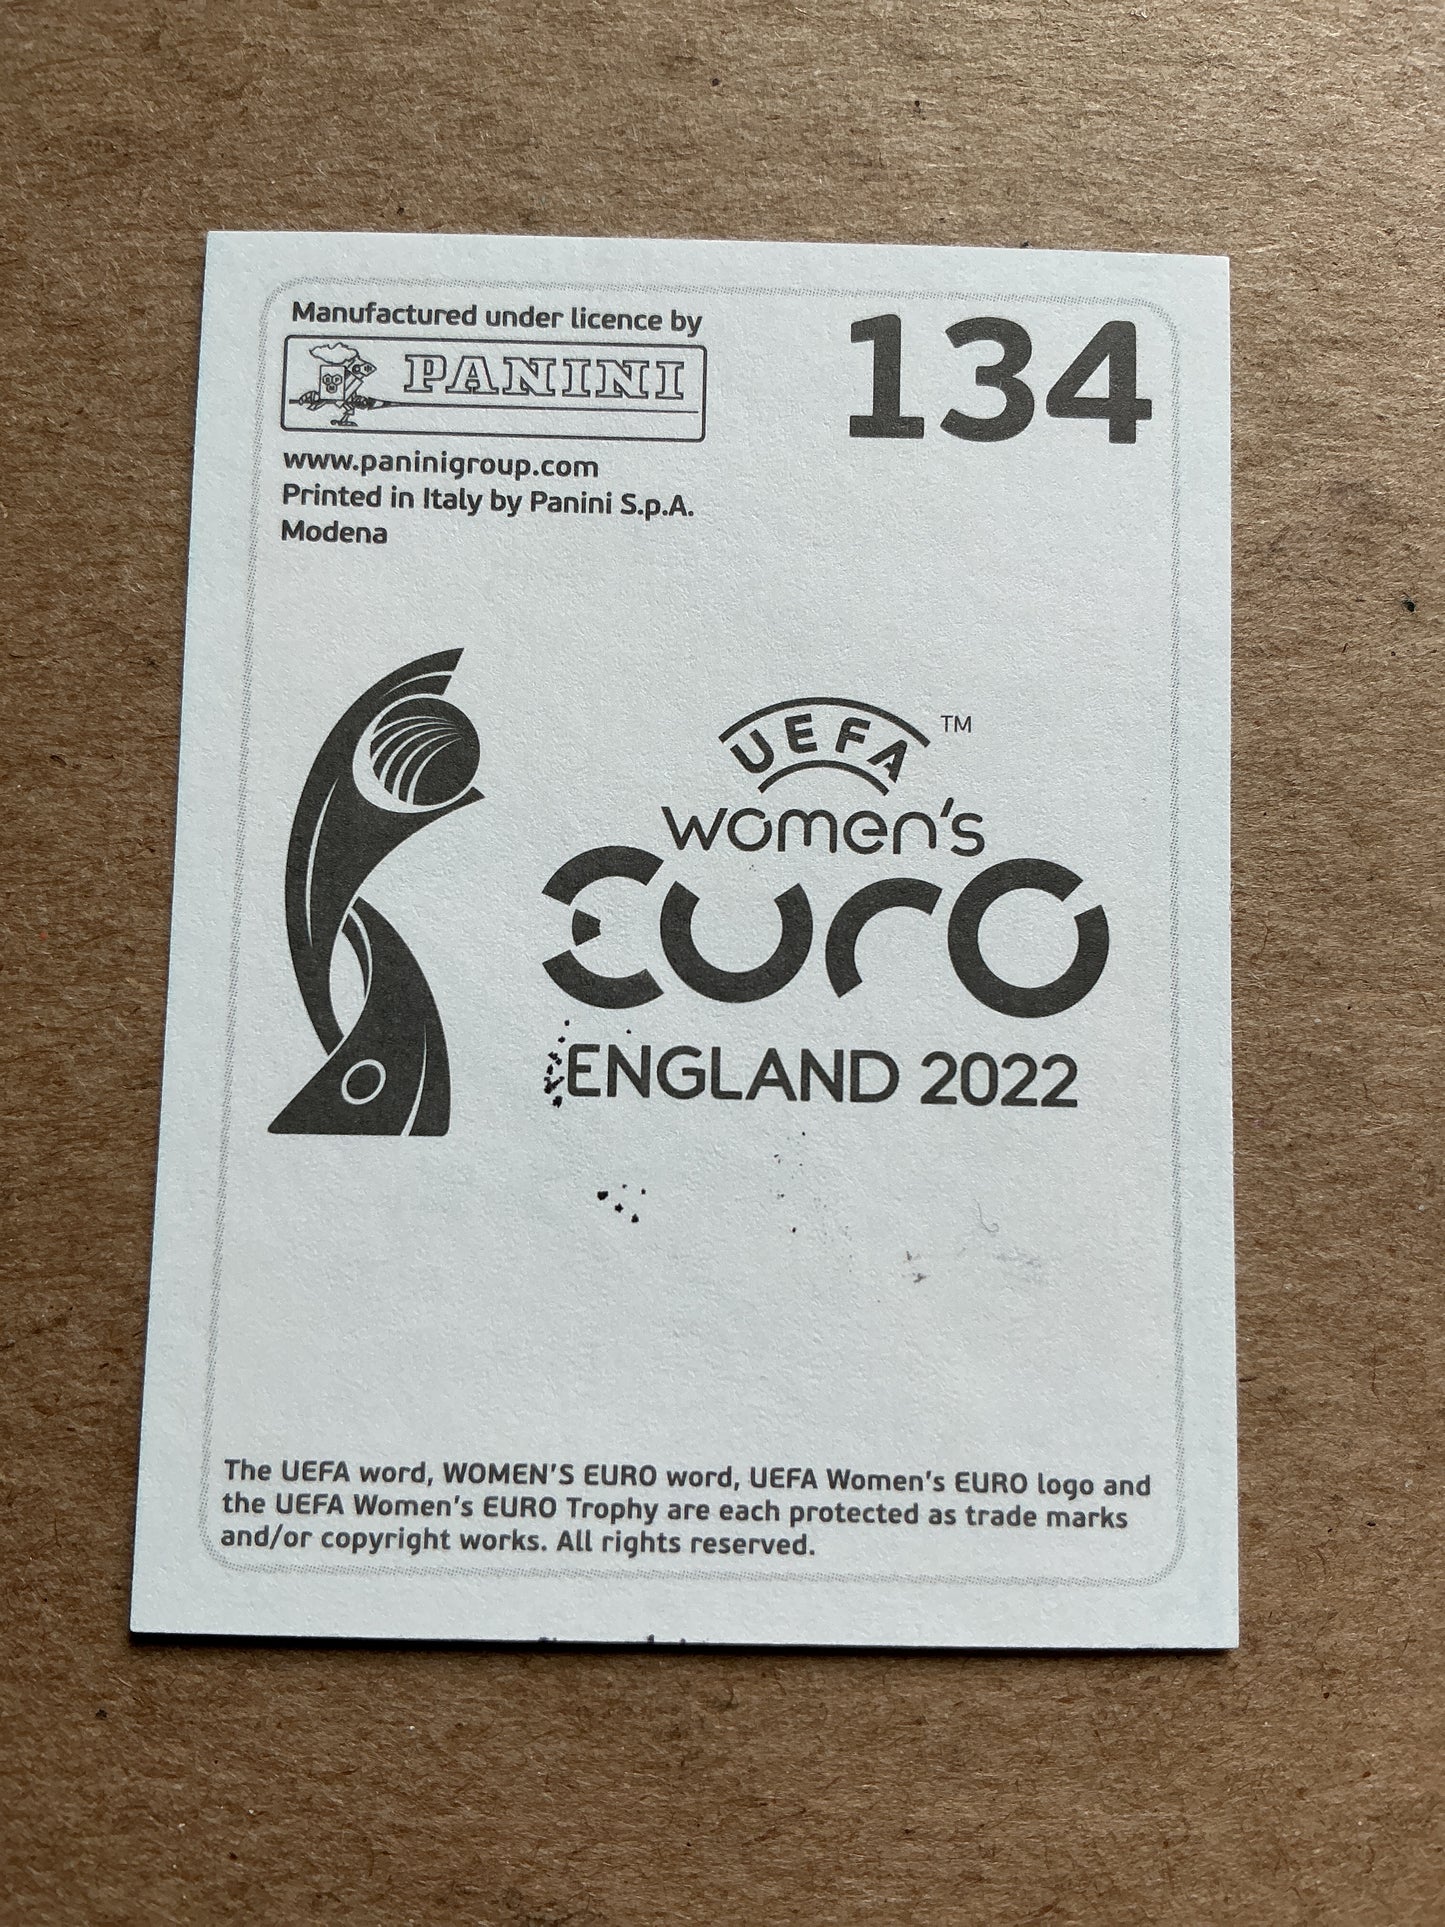 Manufactured under licence by
PANINI
134
www.paninigroup.com
Printed in Italy by Panini S.p.A.
Modena
UEFA™
women's
EURO
ENGLAND 2022
The UEFA word, WOMEN'S EURO word, UEFA Women's EURO logo and
the UEFA Women's EURO Trophy are each protected as trade marks
and/or copyright works. All rights reserved.